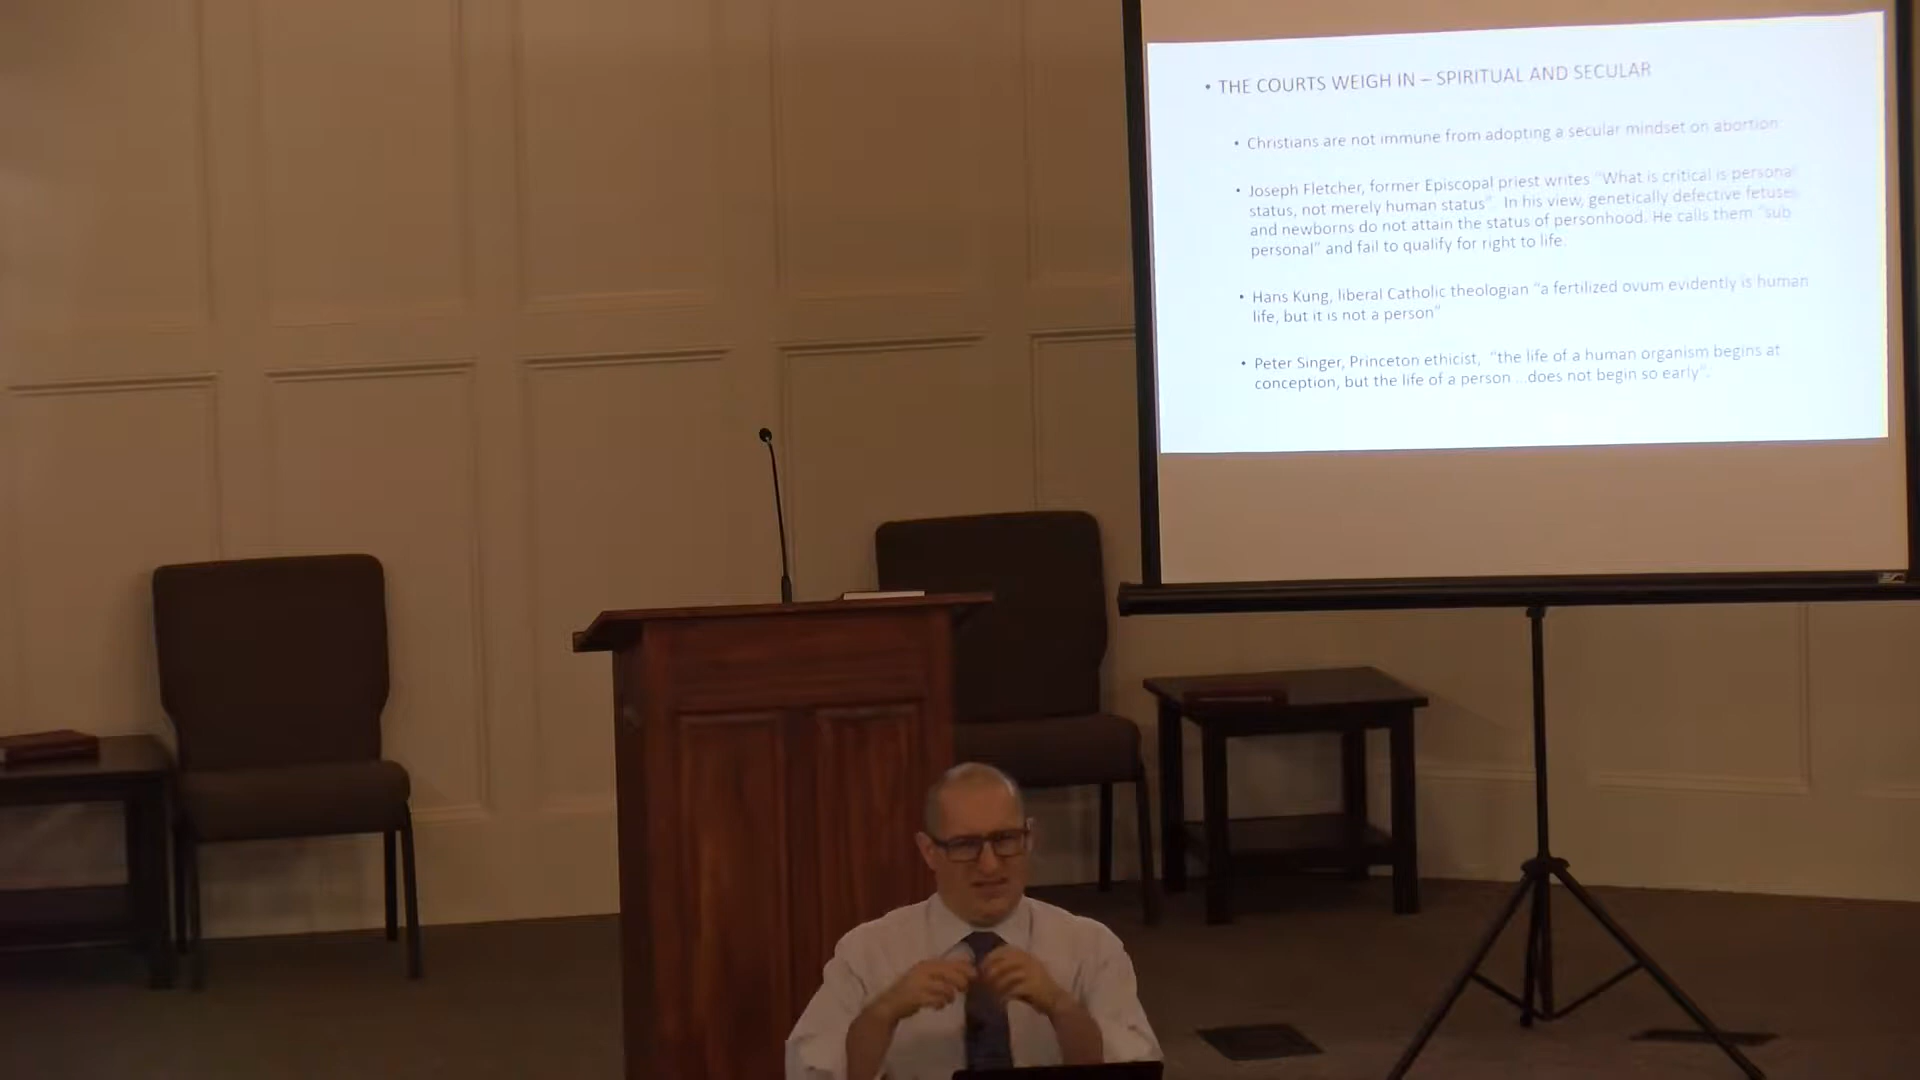 • THE COURTS WEIGH IN – SPIRITUAL AND SECULAR
• Christians are not immune from adopting a secular mindset on abortion
• Joseph Fletcher, former Episcopal priest writes "What is critical is personal
status, not merely human status" In his view, genetically defective fetuses
and newborns do not attain the status of personhood. He calls them "sub
personal" and fail to qualify for right to life.
• Hans Kung, liberal Catholic theologian "a fertilized ovum evidently is human
life, but it is not a person"
• Peter Singer, Princeton ethicist, "the life of a human organism begins at
conception, but the life of a person ...does not begin so early".